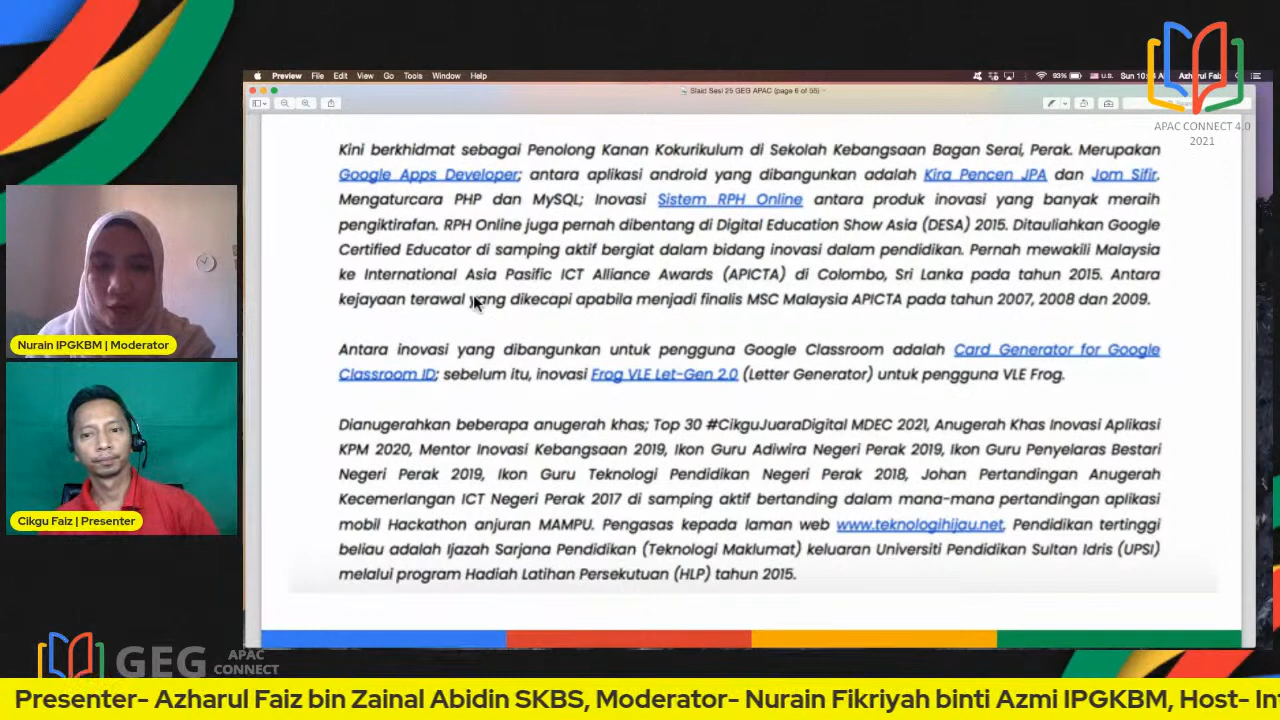 Preview File Edit View Go Tools Window Help
93%
U.S.
Sun 10:
Azharul Faiz
Slaid Sesi 25 GEG APAC (page 6 of 55)
APAC CONNECT 4.0
2021
Kini berkhidmat sebagai Penolong Kanan Kokurikulum di Sekolah Kebangsaan Bagan Serai, Perak. Merupakan
Google Apps Developer; antara aplikasi android yang dibangunkan adalah Kira Pencen JPA dan Jom Sifir.
Mengaturcara PHP dan MySQL; Inovasi Sistem RPH Online antara produk inovasi yang banyak meraih
pengiktirafan. RPH Online juga pernah dibentang di Digital Education Show Asia (DESA) 2015. Ditauliahkan Google
Certified Educator di samping aktif bergiat dalam bidang inovasi dalam pendidikan. Pernah mewakili Malaysia
ke International Asia Pasific ICT Alliance Awards (APICTA) di Colombo, Sri Lanka pada tahun 2015. Antara
kejayaan terawal yang dikecapi apabila menjadi finalis MSC Malaysia APICTA pada tahun 2007, 2008 dan 2009.
Antara inovasi yang dibangunkan untuk pengguna Google Classroom adalah Card Generator for Google
Classroom ID; sebelum itu, inovasi Frog VLE Let-Gen 2.0 (Letter Generator) untuk pengguna VLE Frog.
Dianugerahkan beberapa anugerah khas; Top 30 #CikguJuaraDigital MDEC 2021, Anugerah Khas Inovasi Aplikasi
KPM 2020, Mentor Inovasi Kebangsaan 2019, Ikon Guru Adiwira Negeri Perak 2019, Ikon Guru Penyelaras Bestari
Negeri Perak 2019, Ikon Guru Teknologi Pendidikan Negeri Perak 2018, Johan Pertandingan Anugerah
Kecemerlangan ICT Negeri Perak 2017 di samping aktif bertanding dalam mana-mana pertandingan aplikasi
mobil Hackathon anjuran MAMPU. Pengasas kepada laman web www.teknologihijau.net. Pendidikan tertinggi
beliau adalah Ijazah Sarjana Pendidikan (Teknologi Maklumat) keluaran Universiti Pendidikan Sultan Idris (UPSI)
melalui program Hadiah Latihan Persekutuan (HLP) tahun 2015.
Nurain IPGKBM | Moderator
Cikgu Faiz | Presenter
GEG APAC
CONNECT
Presenter- Azharul Faiz bin Zainal Abidin SKBS, Moderator- Nurain Fikriyah binti Azmi IPGKBM, Host- In